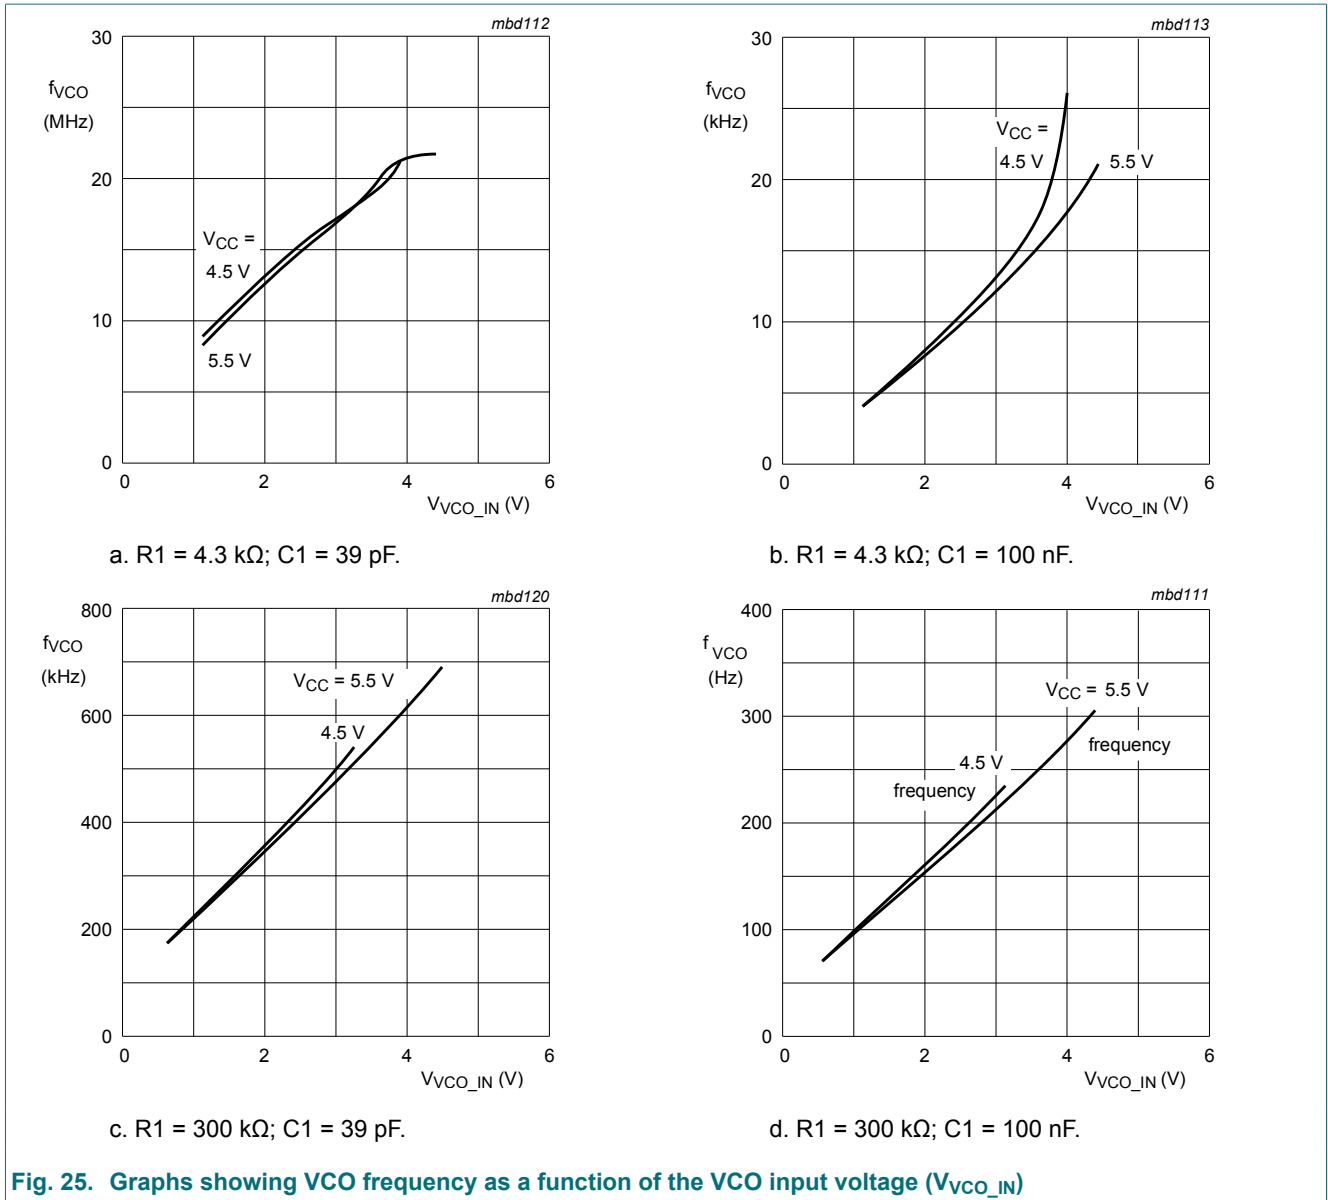 mbd112
30
fVCO
(MHz)
20
VCC =
4.5 V
10
5.5 V
0
0 2 4 6
VVCO_IN (V)
a. R1 = 4.3 kΩ; C1 = 39 pF.
mbd113
30
fVCO
(kHz)
VCC =
4.5 V 5.5 V
20
10
0
0 2 4 6
VVCO_IN (V)
b. R1 = 4.3 kΩ; C1 = 100 nF.
mbd120
800
fVCO
(kHz)
VCC = 5.5 V
600
4.5 V
400
200
0
0 2 4 6
VVCO_IN (V)
c. R1 = 300 kΩ; C1 = 39 pF.
mbd111
400
f VCO
(Hz)
VCC = 5.5 V
300
frequency
4.5 V
frequency
200
100
0
0 2 4 6
VVCO_IN (V)
d. R1 = 300 kΩ; C1 = 100 nF.
Fig. 25. Graphs showing VCO frequency as a function of the VCO input voltage (VVCO_IN)